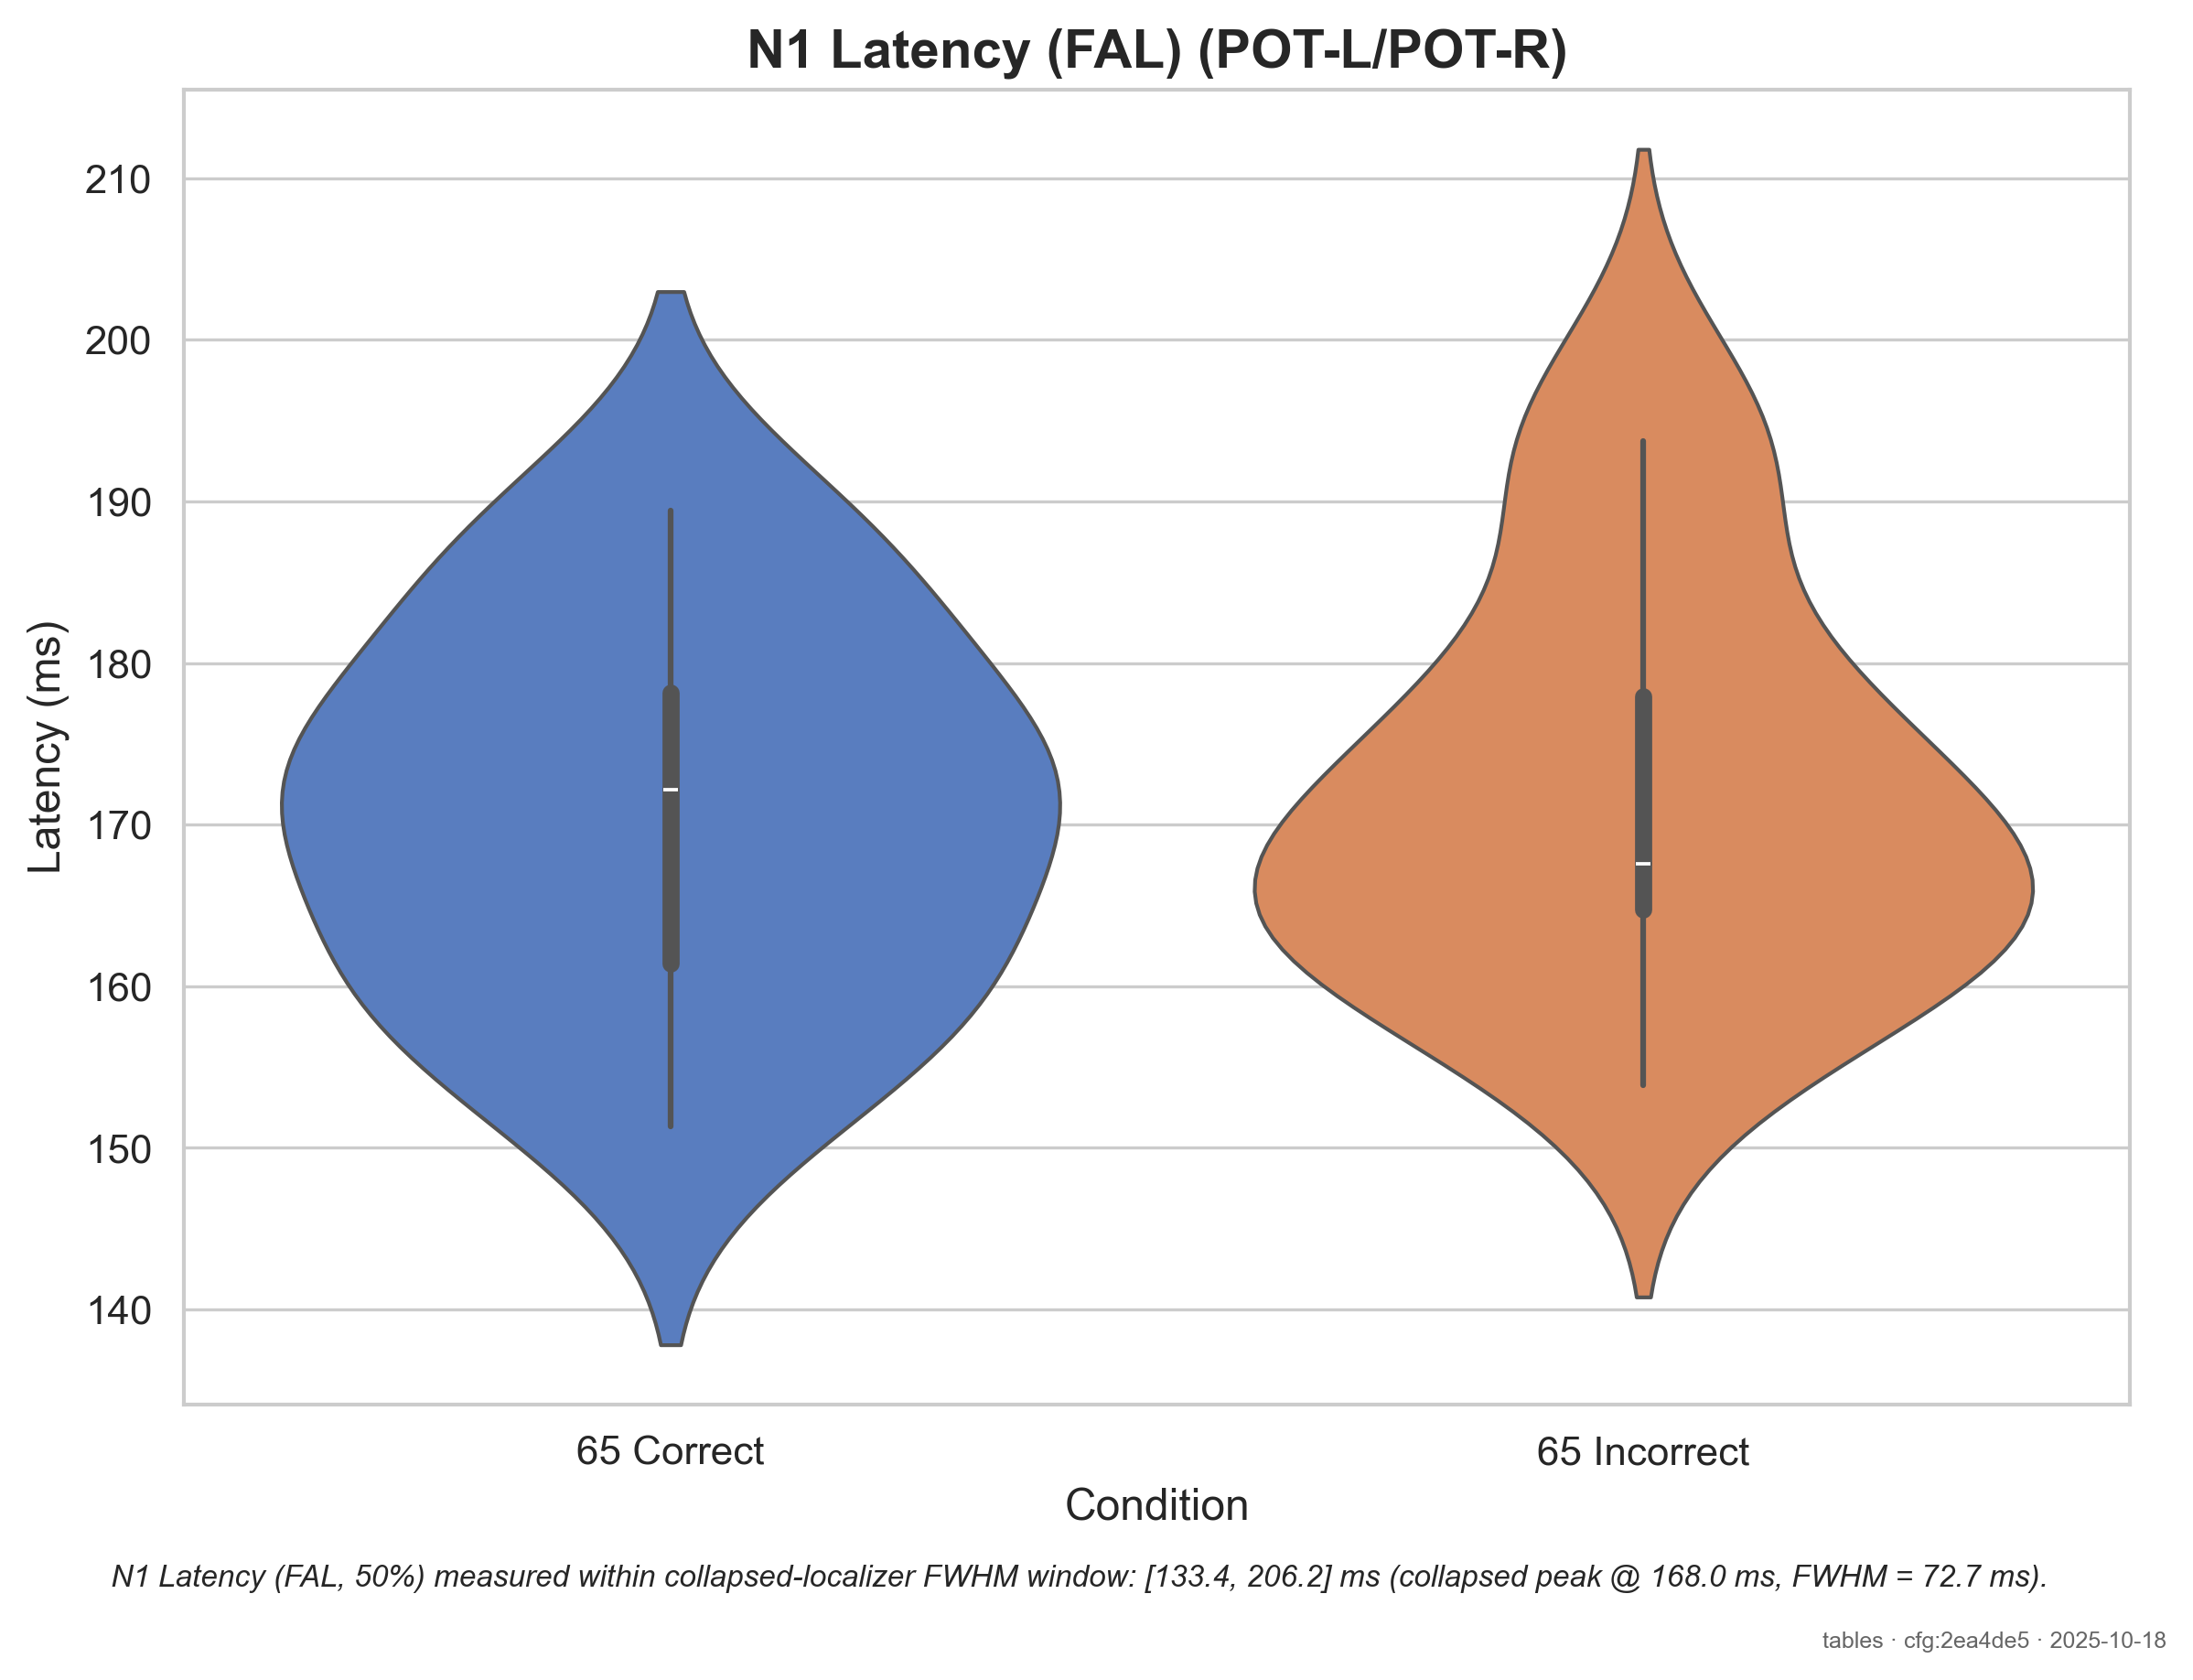 N1 Latency (FAL) (POT-L/POT-R)
Latency (ms)
210
200
190
180
170
160
150
140
65 Correct
65 Incorrect
Condition
N1 Latency (FAL, 50%) measured within collapsed-localizer FWHM window: [133.4, 206.2] ms (collapsed peak @ 168.0 ms, FWHM = 72.7 ms).
tables · cfg:2ea4de5 · 2025-10-18